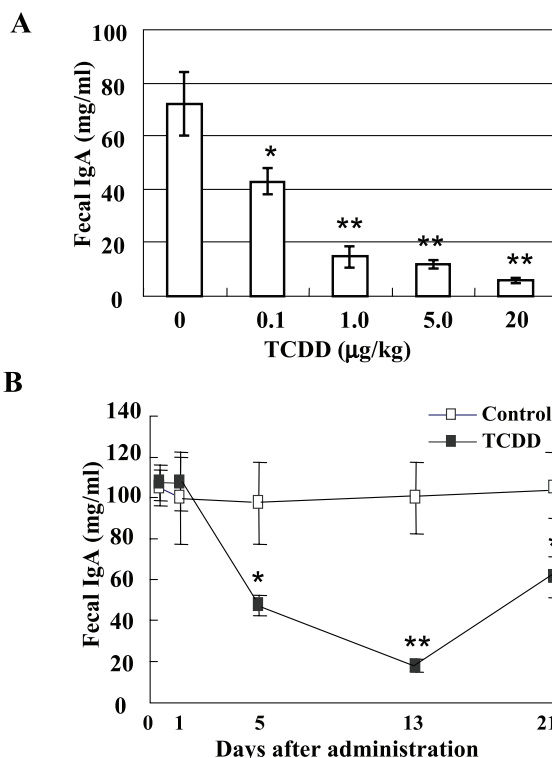 A
100
80
60
40
20
0
Fecal IgA (mg/ml)
*
**
**
**
0 0.1 1.0 5.0 20
TCDD (μg/kg)
B
140
120
100
80
60
40
20
0
Fecal IgA (mg/ml)
Control
TCDD
*
**
0 1 5 13 21
Days after administration